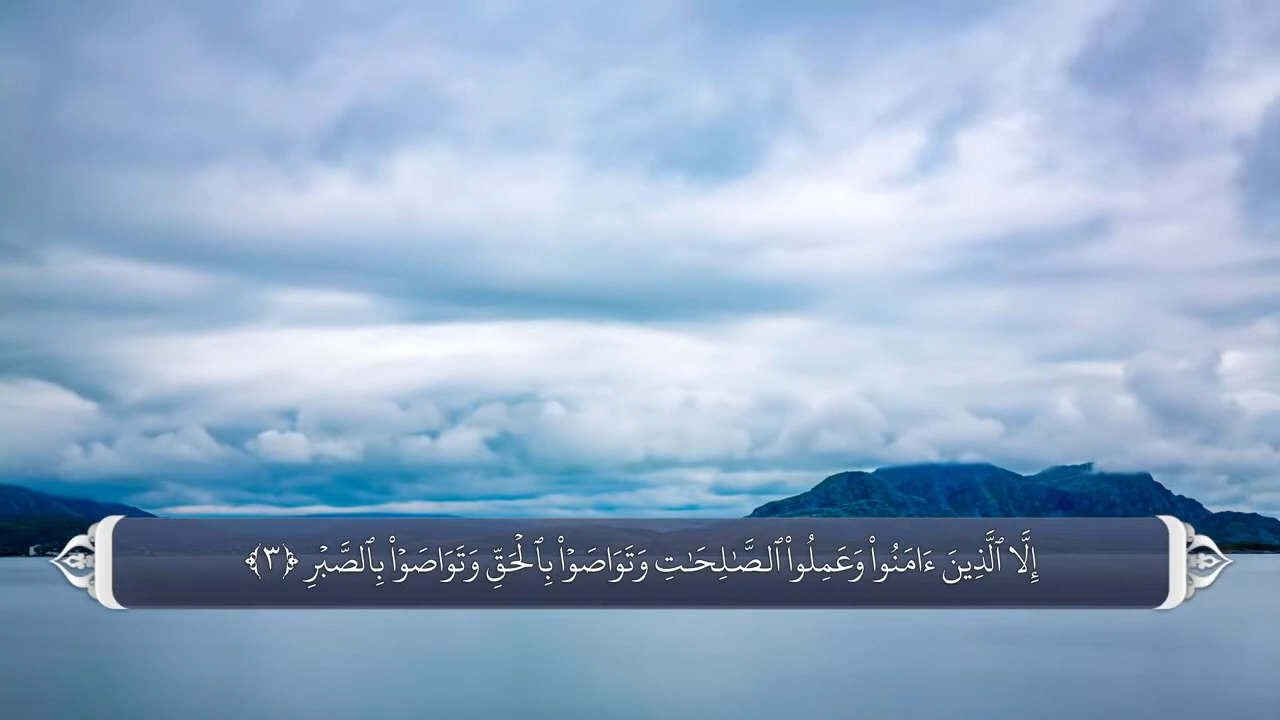 إِلَّا ٱلَّذِينَ ءَامَنُوا۟ وَعَمِلُوا۟ ٱلصَّـٰلِحَـٰتِ وَتَوَاصَوْا۟ بِٱلْحَقِّ وَتَوَاصَوْا۟ بِٱلصَّبْرِ ﴿٣﴾